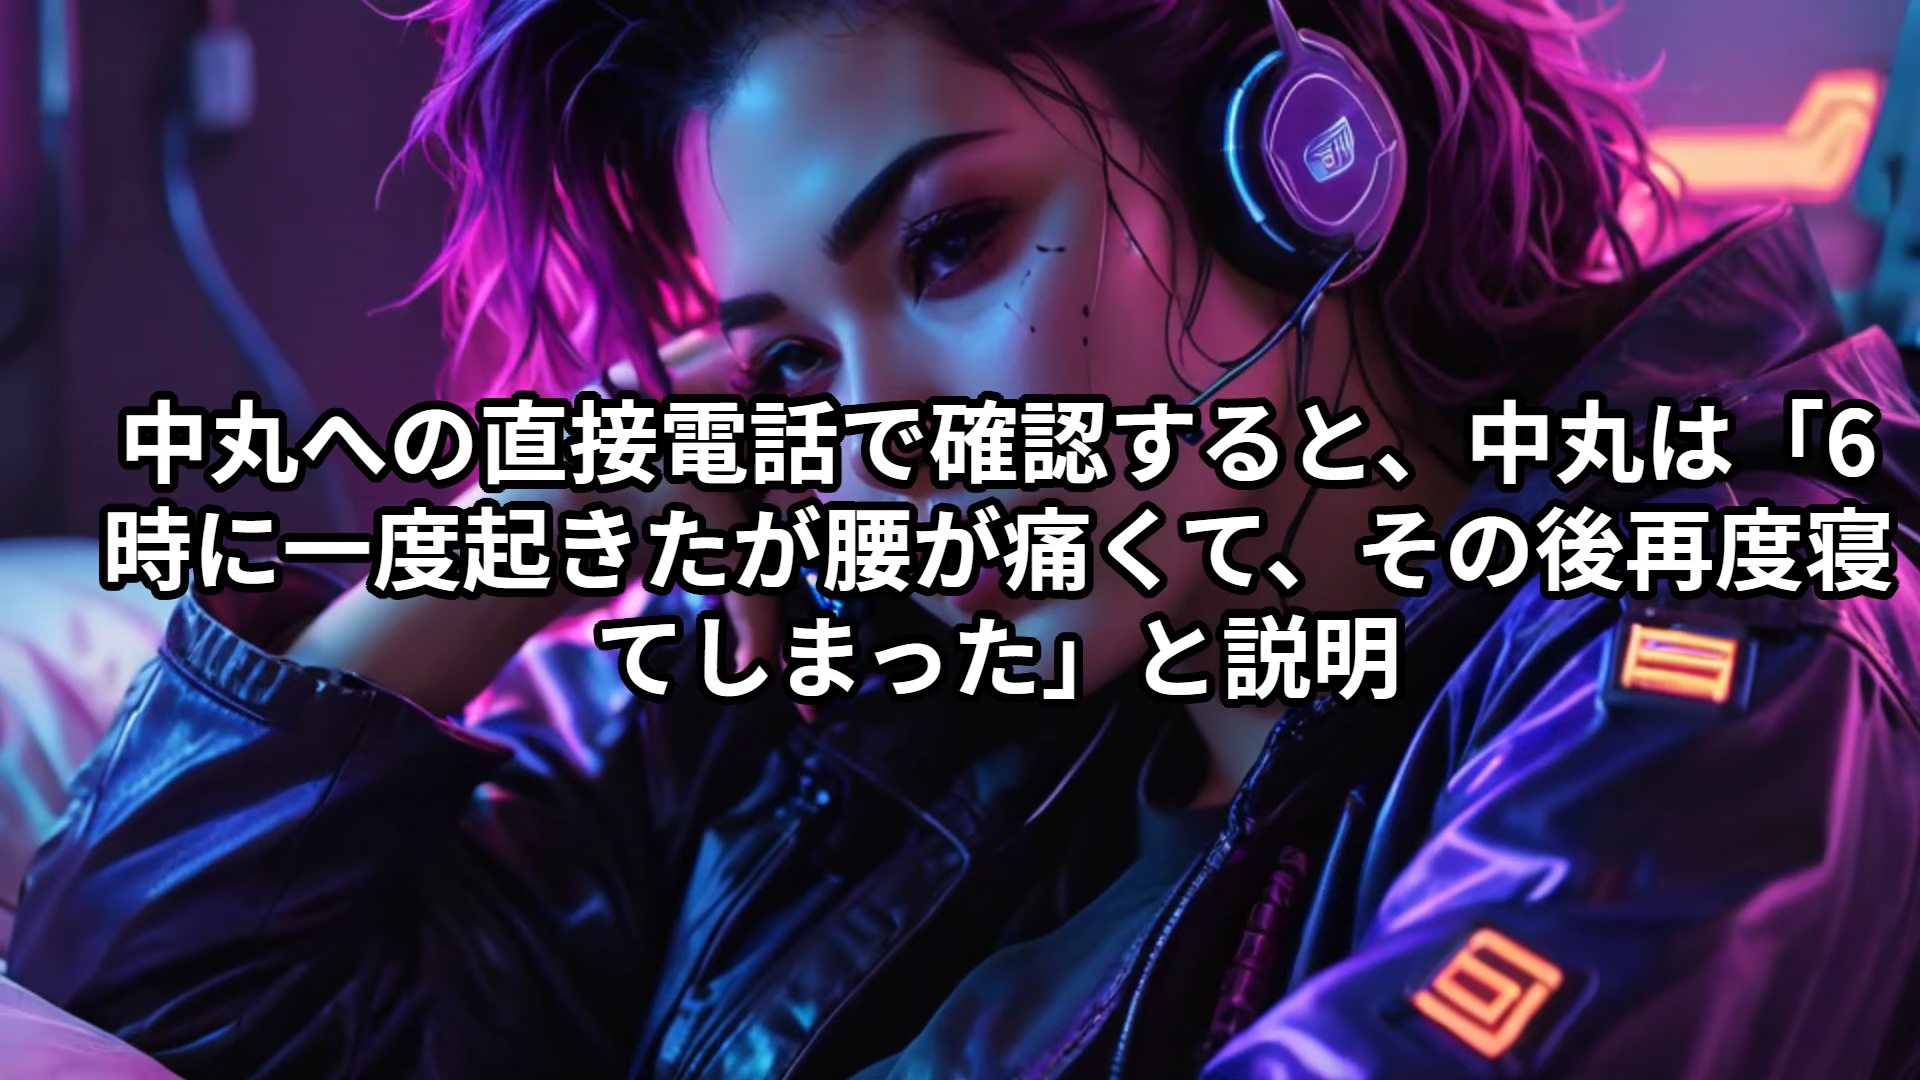 中丸への直接電話で確認すると、中丸は「6
時に一度起きたが腰が痛くて、その後再度寝
てしまった」と説明